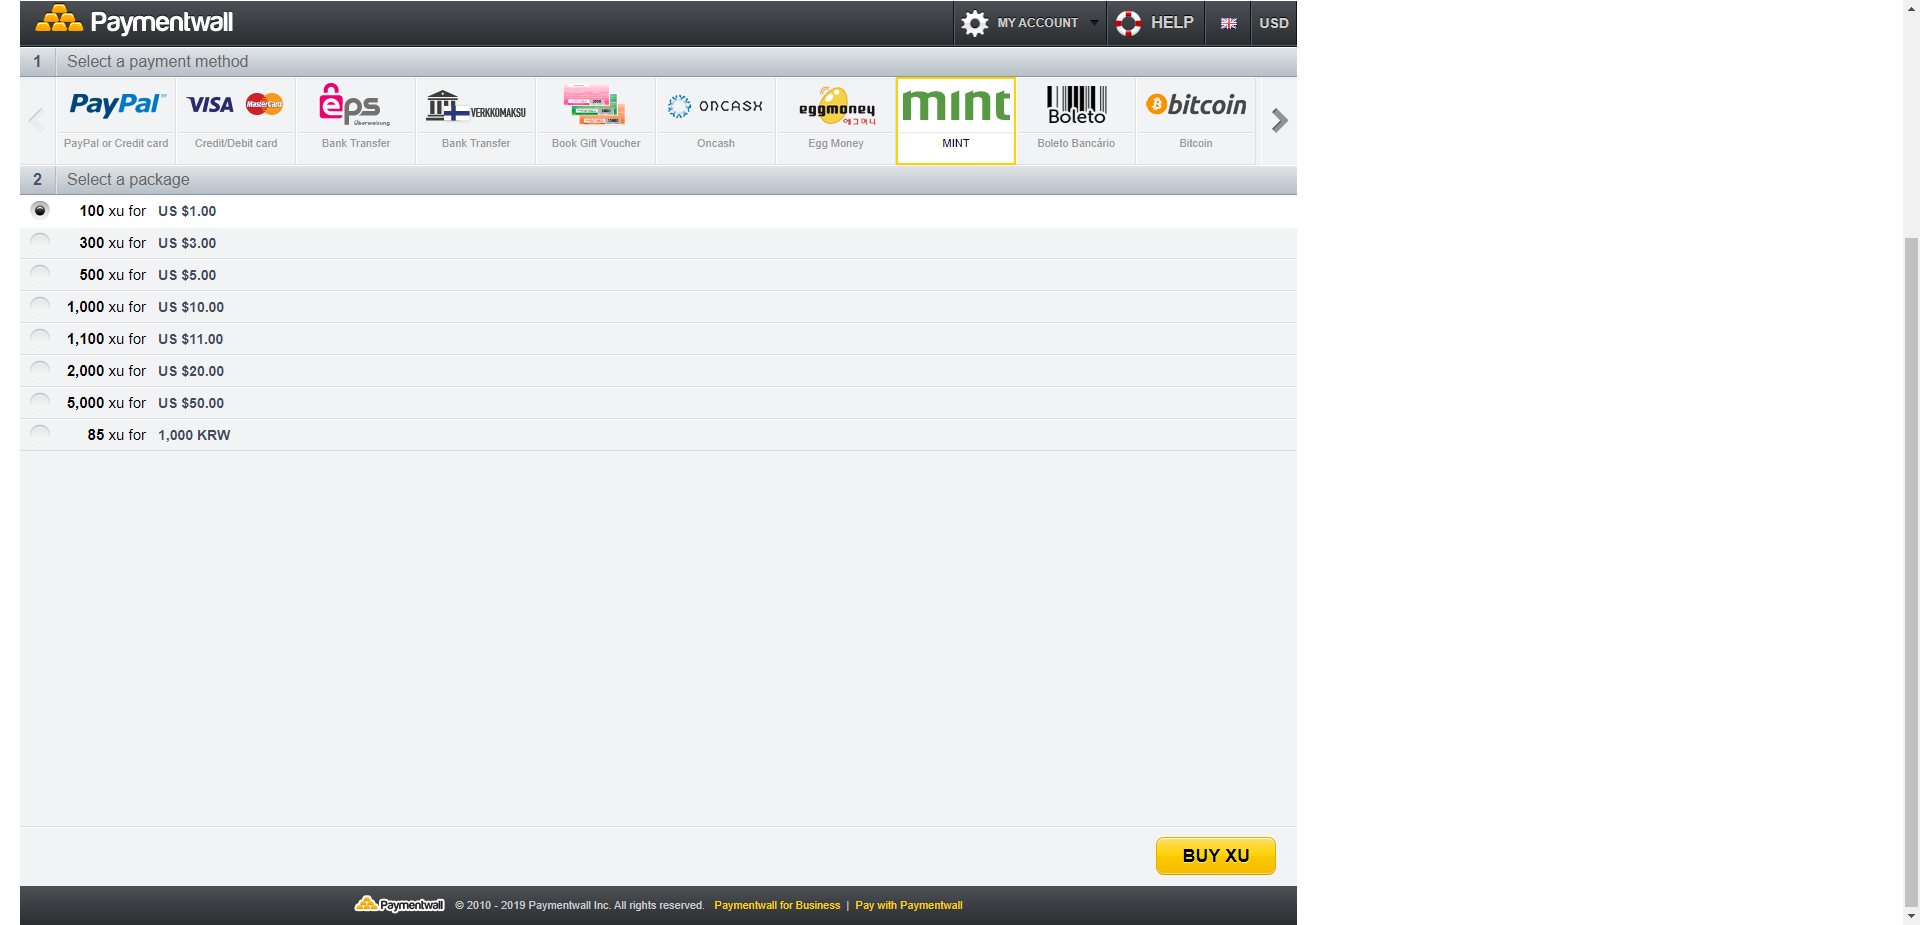 Paymentwall
MY ACCOUNT
HELP
USD
1 Select a payment method
PayPal
VISA MasterCard
eps
Überweisung
VERKKOMAKSU
oncash
eggmoney
에그머니
mint
Boleto
bitcoin
PayPal or Credit card
Credit/Debit card
Bank Transfer
Bank Transfer
Book Gift Voucher
Oncash
Egg Money
MINT
Boleto Bancário
Bitcoin
2 Select a package
100 xu for US $1.00
300 xu for US $3.00
500 xu for US $5.00
1,000 xu for US $10.00
1,100 xu for US $11.00
2,000 xu for US $20.00
5,000 xu for US $50.00
85 xu for 1,000 KRW
BUY XU
Paymentwall © 2010 - 2019 Paymentwall Inc. All rights reserved. Paymentwall for Business | Pay with Paymentwall